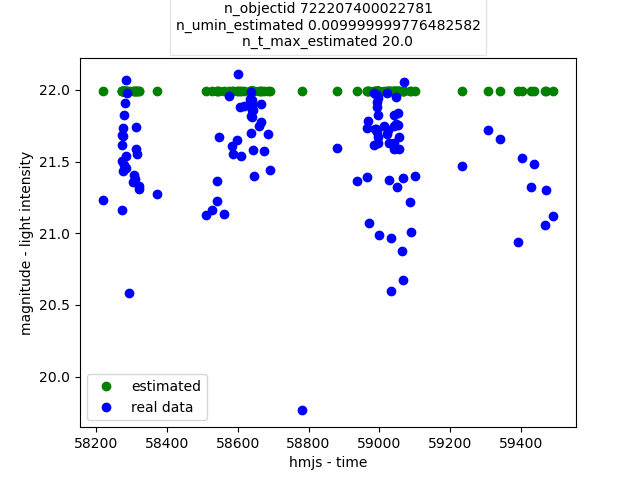 n_objectid 722207400022781
n_umin_estimated 0.009999999776482582
n_t_max_estimated 20.0
22.0
21.5
21.0
20.5
20.0
magnitude - light intensity
estimated
real data
58200 58400 58600 58800 59000 59200 59400
hmjs - time